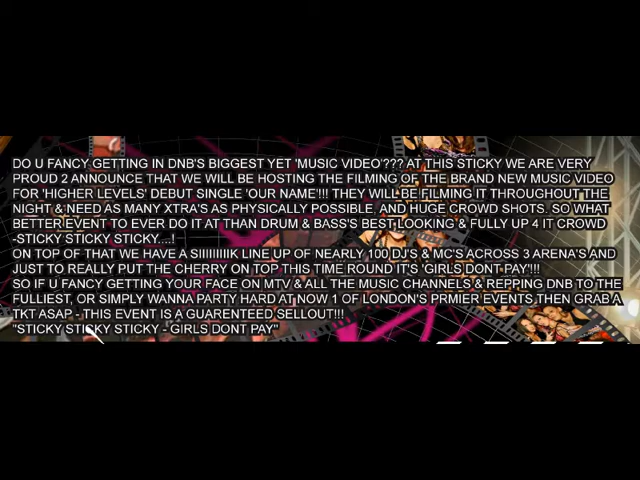 DO U FANCY GETTING IN DNB'S BIGGEST YET 'MUSIC VIDEO'??? AT THIS STICKY WE ARE VERY
PROUD 2 ANNOUNCE THAT WE WILL BE HOSTING THE FILMING OF THE BRAND NEW MUSIC VIDEO
FOR 'HIGHER LEVELS' DEBUT SINGLE 'OUR NAME'!!! THEY WILL BE FILMING IT THROUGHOUT THE
NIGHT & NEED AS MANY XTRA'S AS PHYSICALLY POSSIBLE, AND HUGE CROWD SHOTS. SO WHAT
BETTER EVENT TO EVER DO IT AT THAN DRUM & BASS'S BEST LOOKING & FULLY UP 4 IT CROWD
-STICKY STICKY STICKY....!
ON TOP OF THAT WE HAVE A SIIIIIIIIIK LINE UP OF NEARLY 100 DJ'S & MC'S ACROSS 3 ARENA'S AND
JUST TO REALLY PUT THE CHERRY ON TOP THIS TIME ROUND IT'S 'GIRLS DONT PAY'!!!
SO IF U FANCY GETTING YOUR FACE ON MTV & ALL THE MUSIC CHANNELS & REPPING DNB TO THE
FULLIEST, OR SIMPLY WANNA PARTY HARD AT NOW 1 OF LONDON'S PRMIER EVENTS THEN GRAB A
TKT ASAP - THIS EVENT IS A GUARENTEED SELLOUT!!!
"STICKY STICKY STICKY - GIRLS DONT PAY"